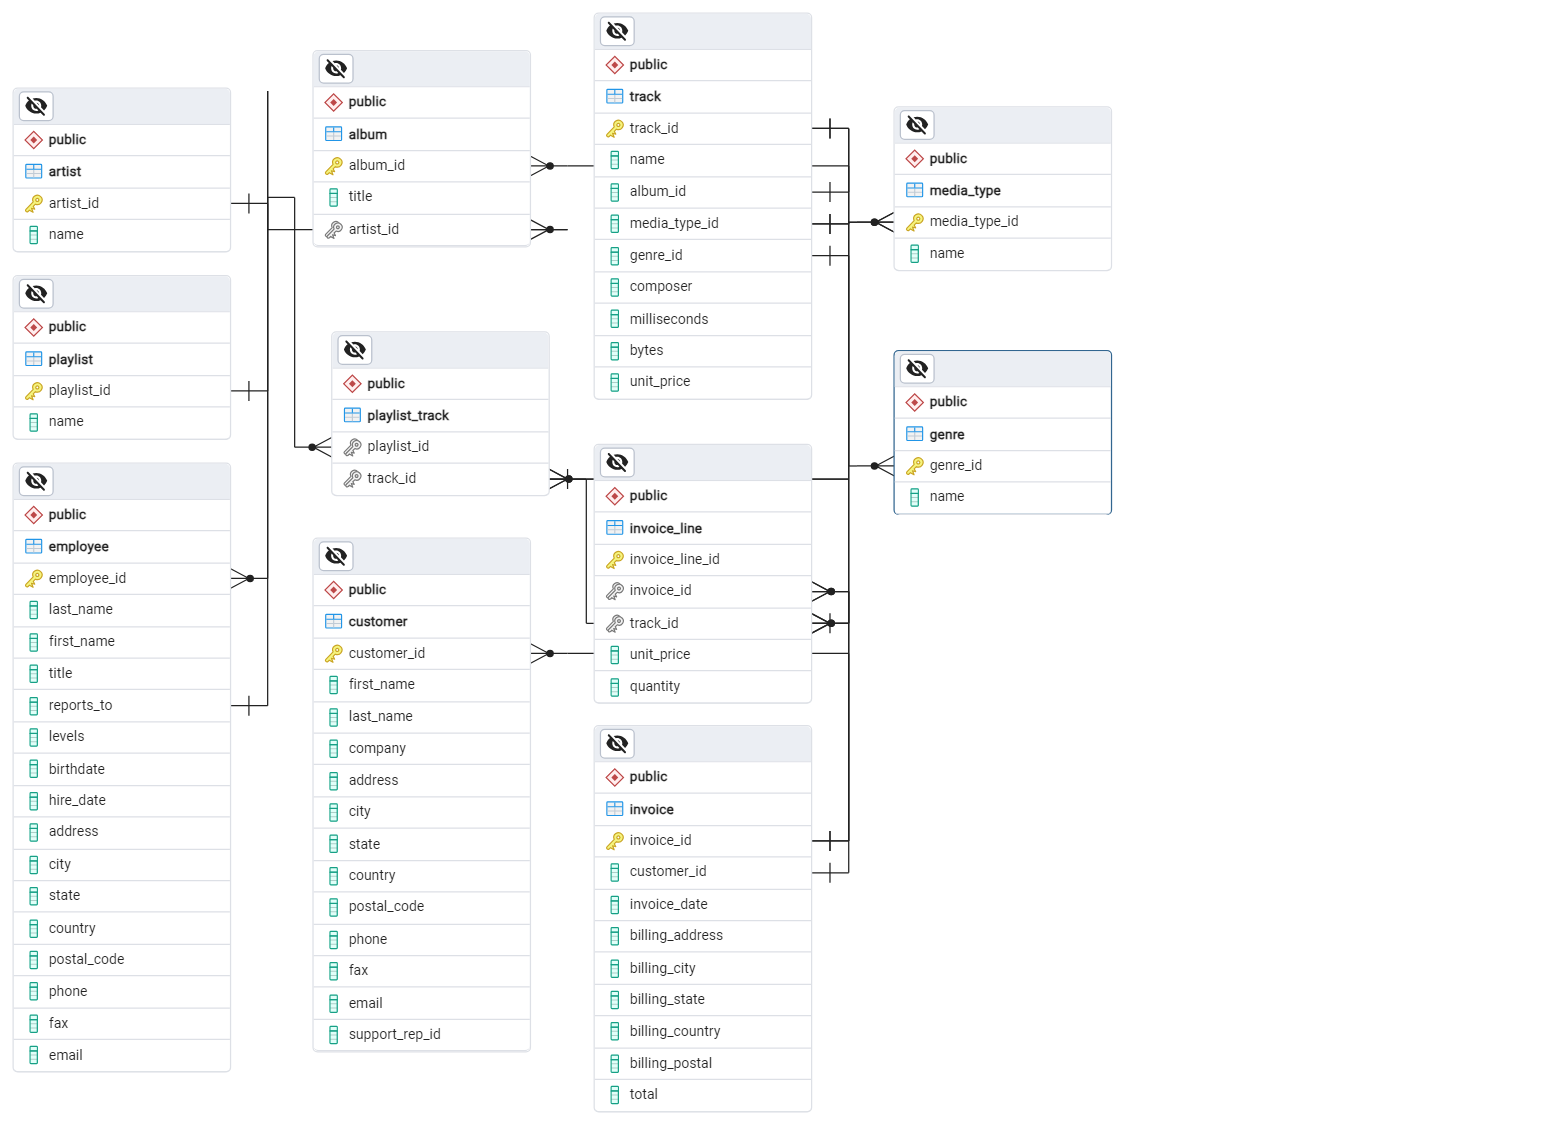 public
artist
artist_id
name
public
playlist
playlist_id
name
public
employee
employee_id
last_name
first_name
title
reports_to
levels
birthdate
hire_date
address
city
state
country
postal_code
phone
fax
email
public
album
album_id
title
artist_id
public
playlist_track
playlist_id
track_id
public
customer
customer_id
first_name
last_name
company
address
city
state
country
postal_code
phone
fax
email
support_rep_id
public
track
track_id
name
album_id
media_type_id
genre_id
composer
milliseconds
bytes
unit_price
public
invoice_line
invoice_line_id
invoice_id
track_id
unit_price
quantity
public
invoice
invoice_id
customer_id
invoice_date
billing_address
billing_city
billing_state
billing_country
billing_postal
total
public
media_type
media_type_id
name
public
genre
genre_id
name